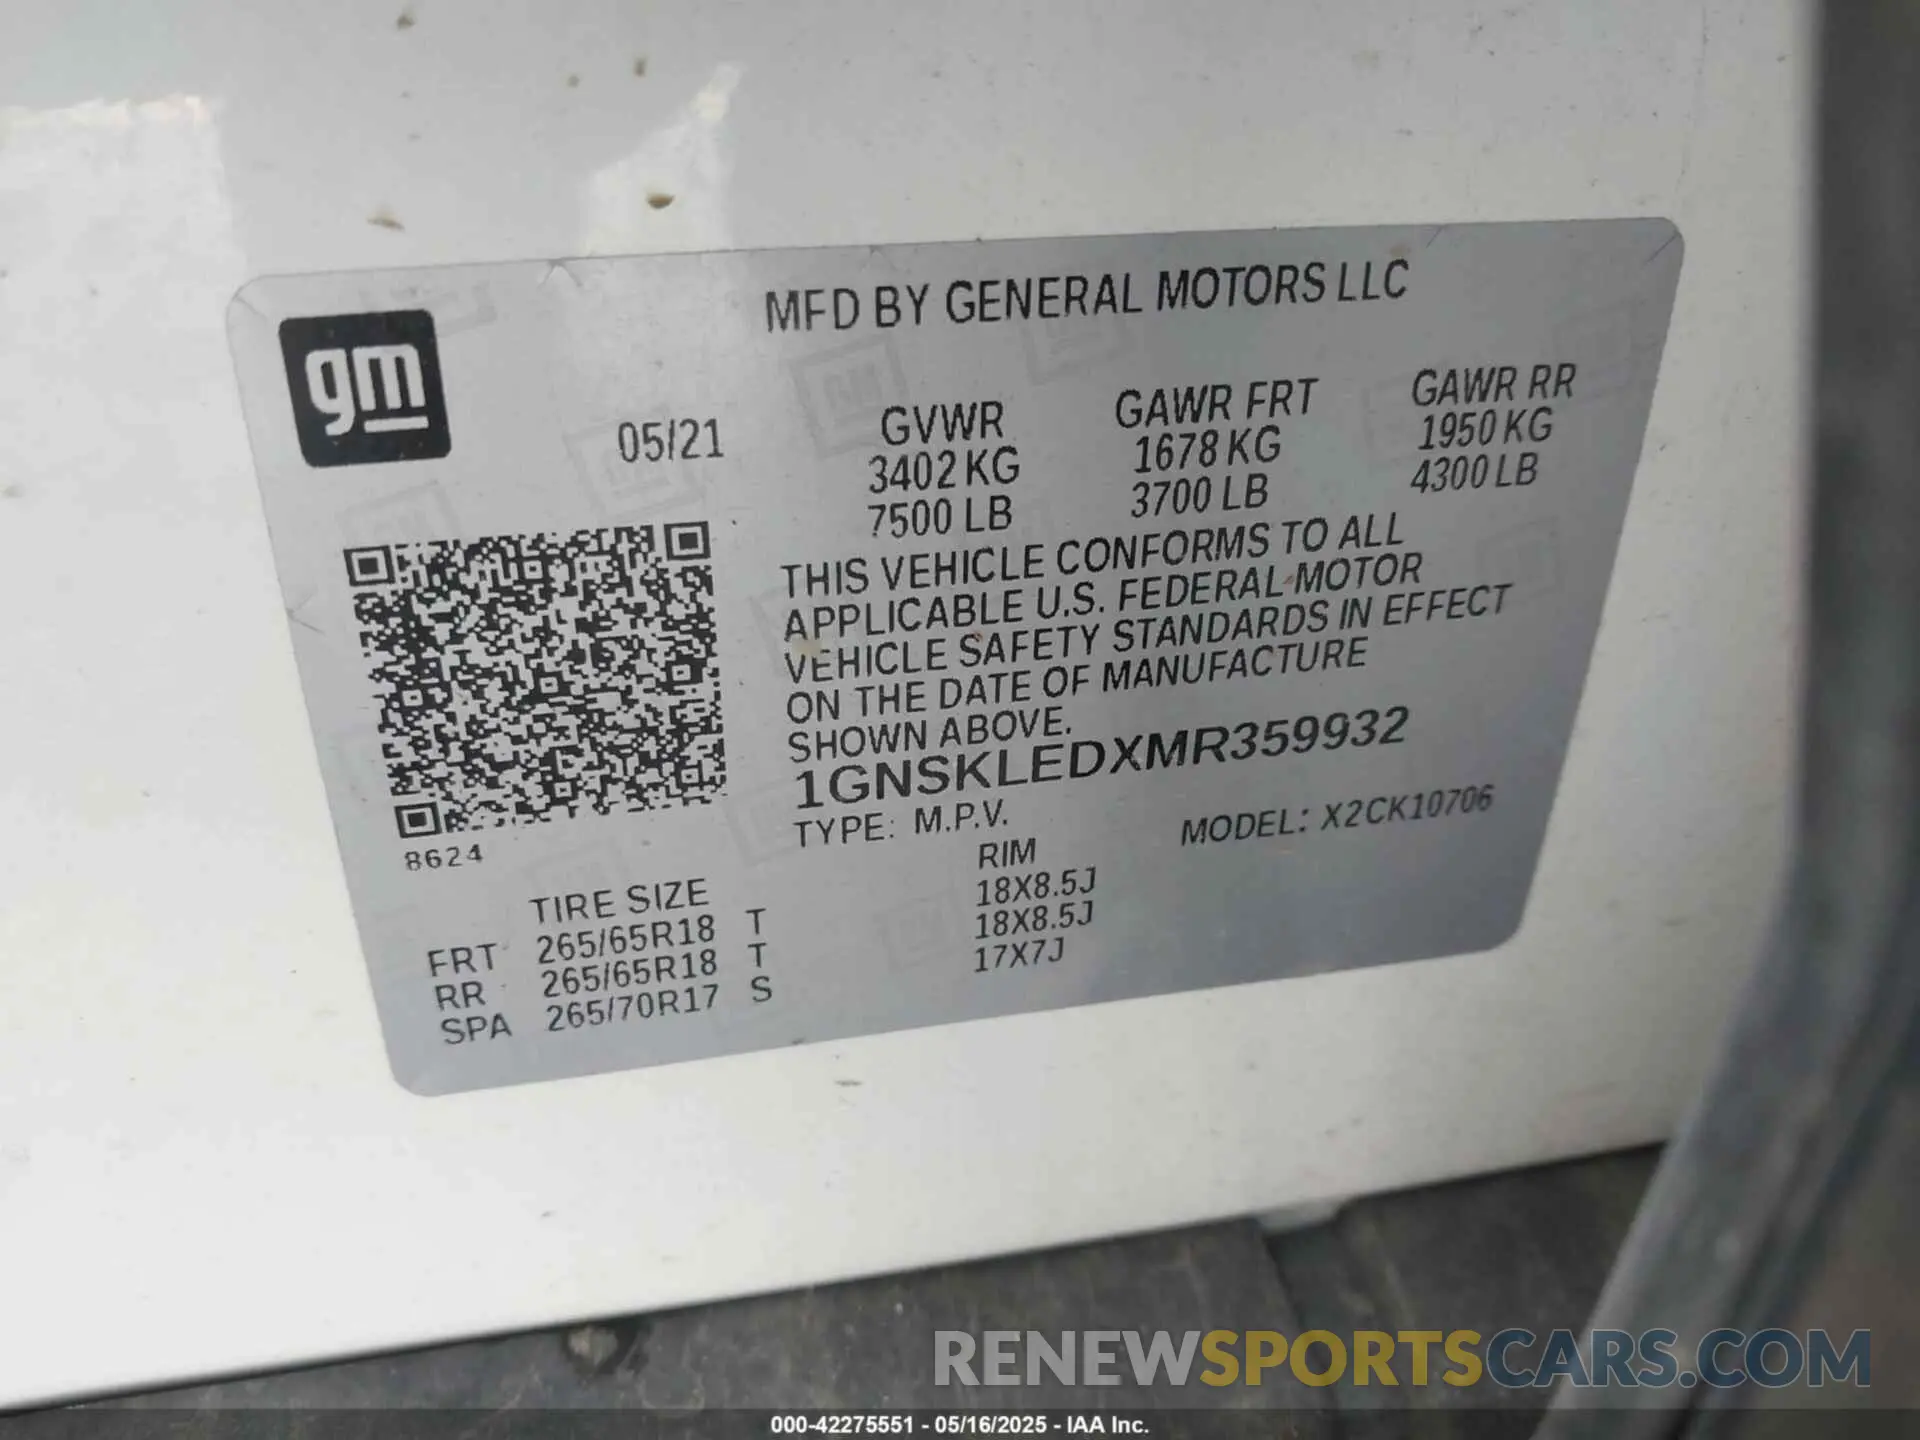 MFD BY GENERAL MOTORS LLC
gm
05/21
GVWR GAWR FRT GAWR RR
3402 KG 1678 KG 1950 KG
7500 LB 3700 LB 4300 LB
THIS VEHICLE CONFORMS TO ALL
APPLICABLE U.S. FEDERAL MOTOR
VEHICLE SAFETY STANDARDS IN EFFECT
ON THE DATE OF MANUFACTURE
SHOWN ABOVE.
1GNSKLEDXMR359932
TYPE: M.P.V. MODEL: X2CK10706
8624
TIRE SIZE RIM
FRT 265/65R18 T 18X8.5J
RR 265/65R18 T 18X8.5J
SPA 265/70R17 S 17X7J
RENEWSPORTSCARS.COM
000-42275551 - 05/16/2025 - IAA Inc.